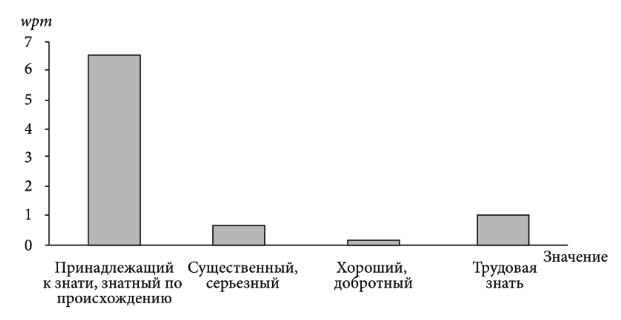 wpm
7
6
5
4
3
2
1
0
Значение
Принадлежащий
к знати, знатный по
происхождению
Существенный,
серьезный
Хороший,
добротный
Трудовая
знать